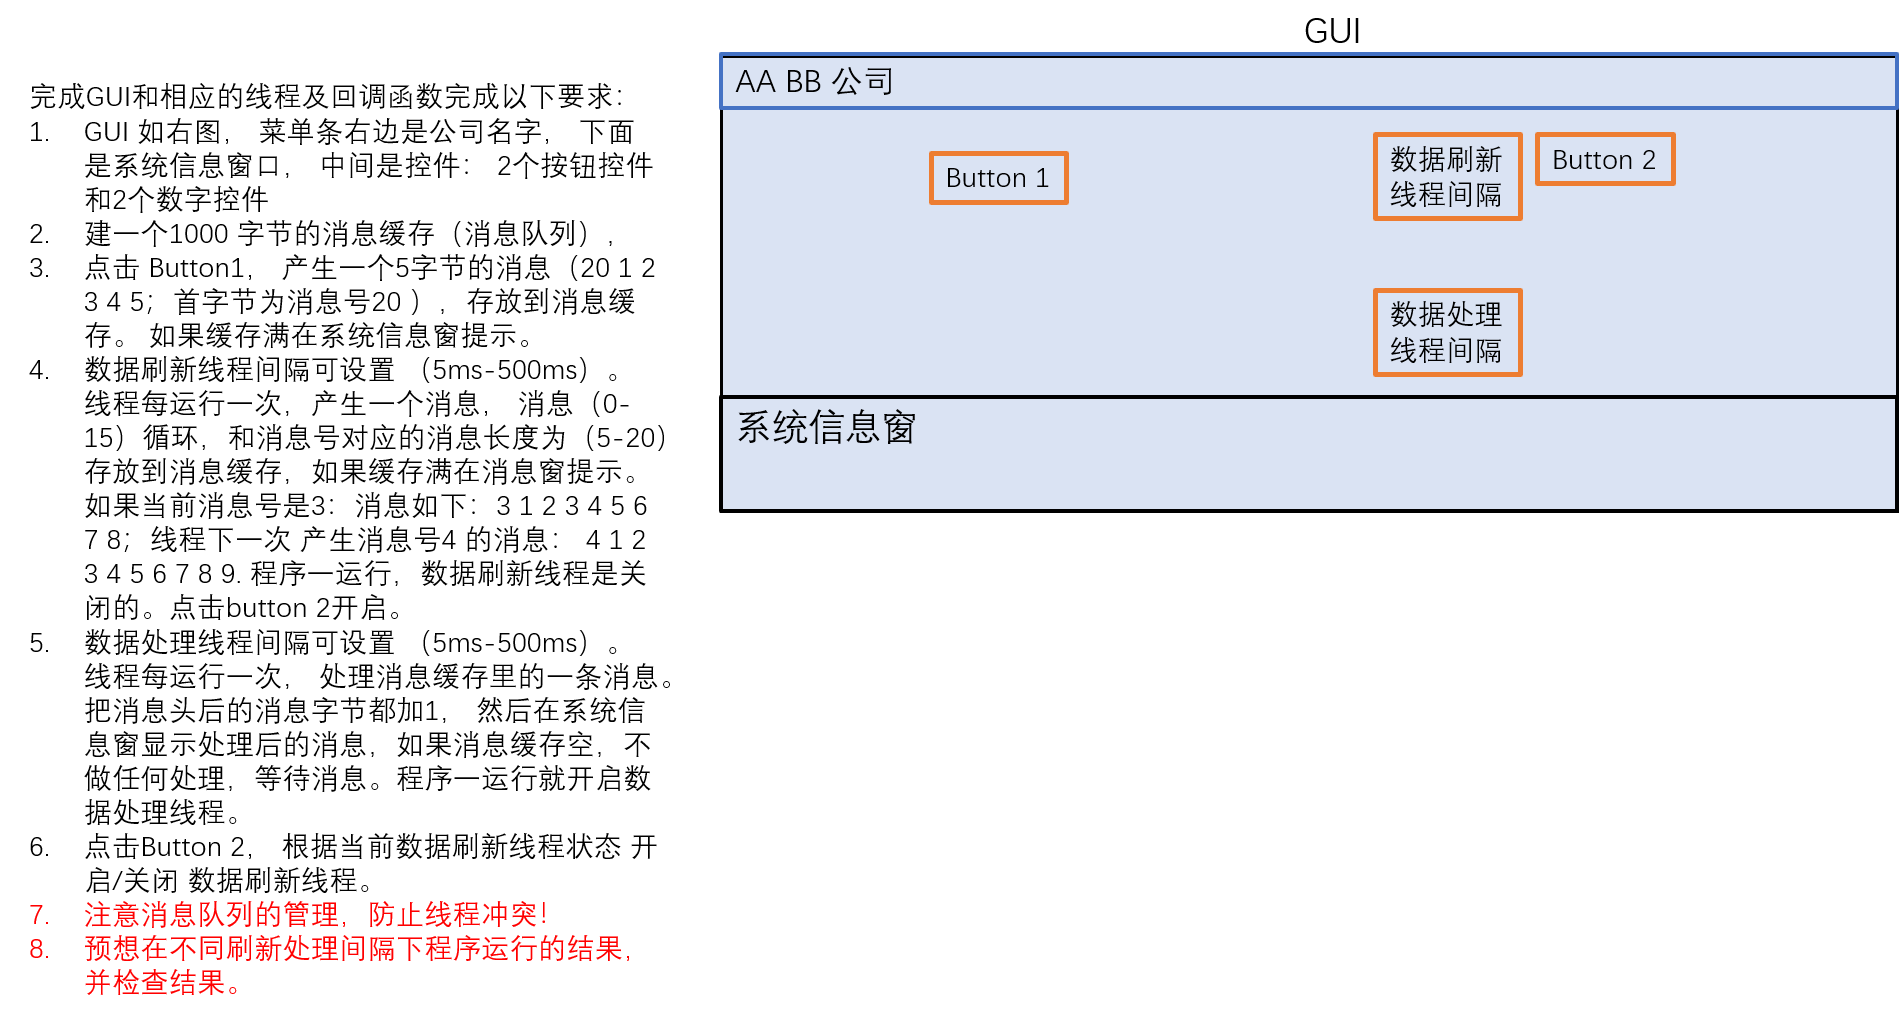 完成GUI和相应的线程及回调函数完成以下要求：
1. GUI 如右图， 菜单条右边是公司名字， 下面
是系统信息窗口， 中间是控件： 2个按钮控件
和2个数字控件
2. 建一个1000 字节的消息缓存（消息队列），
3. 点击 Button1， 产生一个5字节的消息（20 1 2
3 4 5；首字节为消息号20 ），存放到消息缓
存。 如果缓存满在系统信息窗提示。
4. 数据刷新线程间隔可设置 （5ms-500ms）。
线程每运行一次，产生一个消息， 消息（0-
15）循环，和消息号对应的消息长度为（5-20）
存放到消息缓存，如果缓存满在消息窗提示。
如果当前消息号是3：消息如下：3 1 2 3 4 5 6
7 8；线程下一次 产生消息号4 的消息： 4 1 2
3 4 5 6 7 8 9. 程序一运行，数据刷新线程是关
闭的。点击button 2开启。
5. 数据处理线程间隔可设置 （5ms-500ms）。
线程每运行一次， 处理消息缓存里的一条消息。
把消息头后的消息字节都加1， 然后在系统信
息窗显示处理后的消息，如果消息缓存空，不
做任何处理，等待消息。程序一运行就开启数
据处理线程。
6. 点击Button 2， 根据当前数据刷新线程状态 开
启/关闭 数据刷新线程。
7. 注意消息队列的管理，防止线程冲突！
8. 预想在不同刷新处理间隔下程序运行的结果，
并检查结果。
GUI
AA BB 公司
Button 1
数据刷新
线程间隔
Button 2
数据处理
线程间隔
系统信息窗